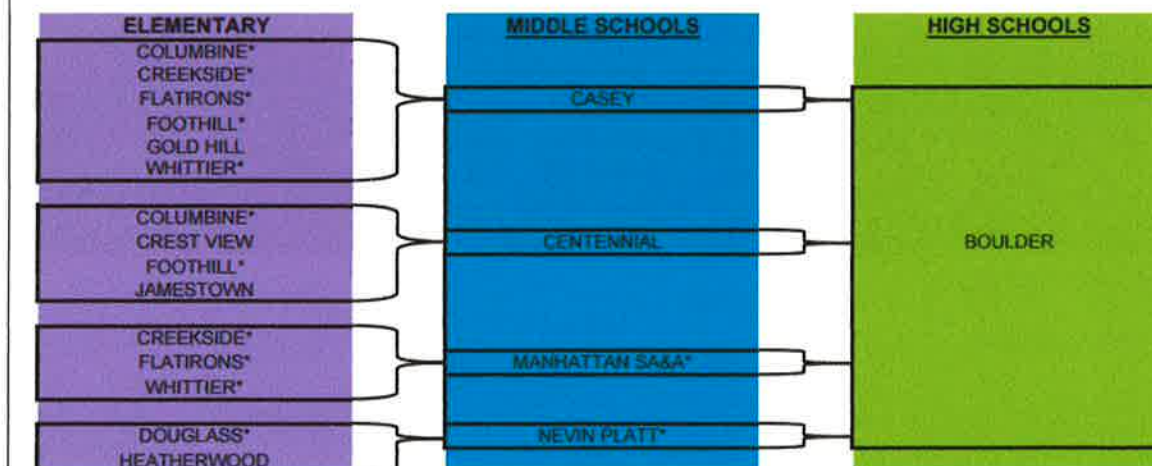 ELEMENTARY
COLUMBINE*
CREEKSIDE*
FLATIRONS*
FOOTHILL*
GOLD HILL
WHITTIER*
COLUMBINE*
CREST VIEW
FOOTHILL*
JAMESTOWN
CREEKSIDE*
FLATIRONS*
WHITTIER*
DOUGLASS*
HEATHERWOOD
MIDDLE SCHOOLS
CASEY
CENTENNIAL
MANHATTAN SA&A*
NEVIN PLATT*
HIGH SCHOOLS
BOULDER